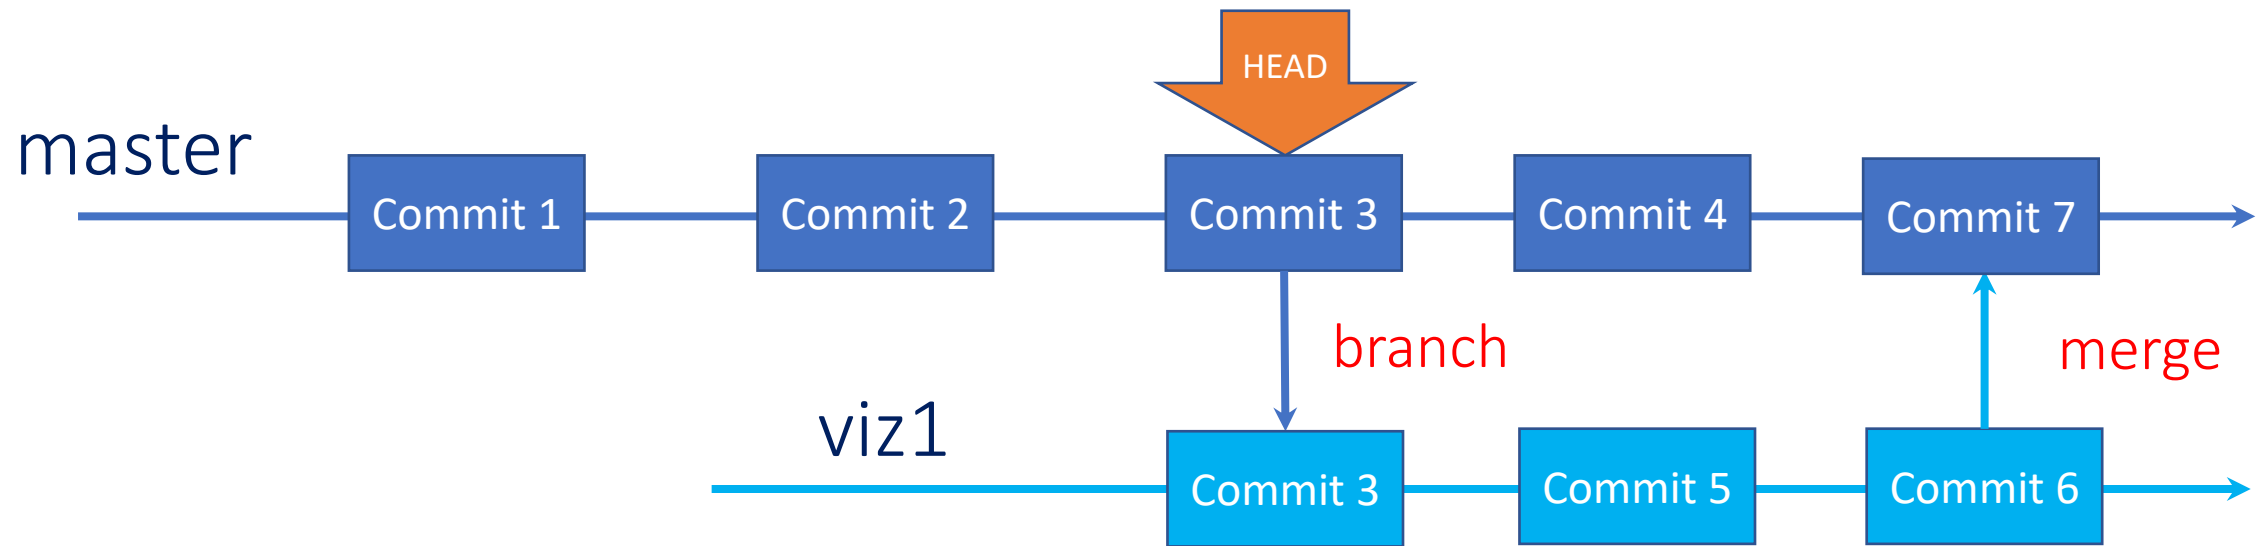 HEAD
master
Commit 1
Commit 2
Commit 3
Commit 4
Commit 7
branch
merge
viz1
Commit 3
Commit 5
Commit 6